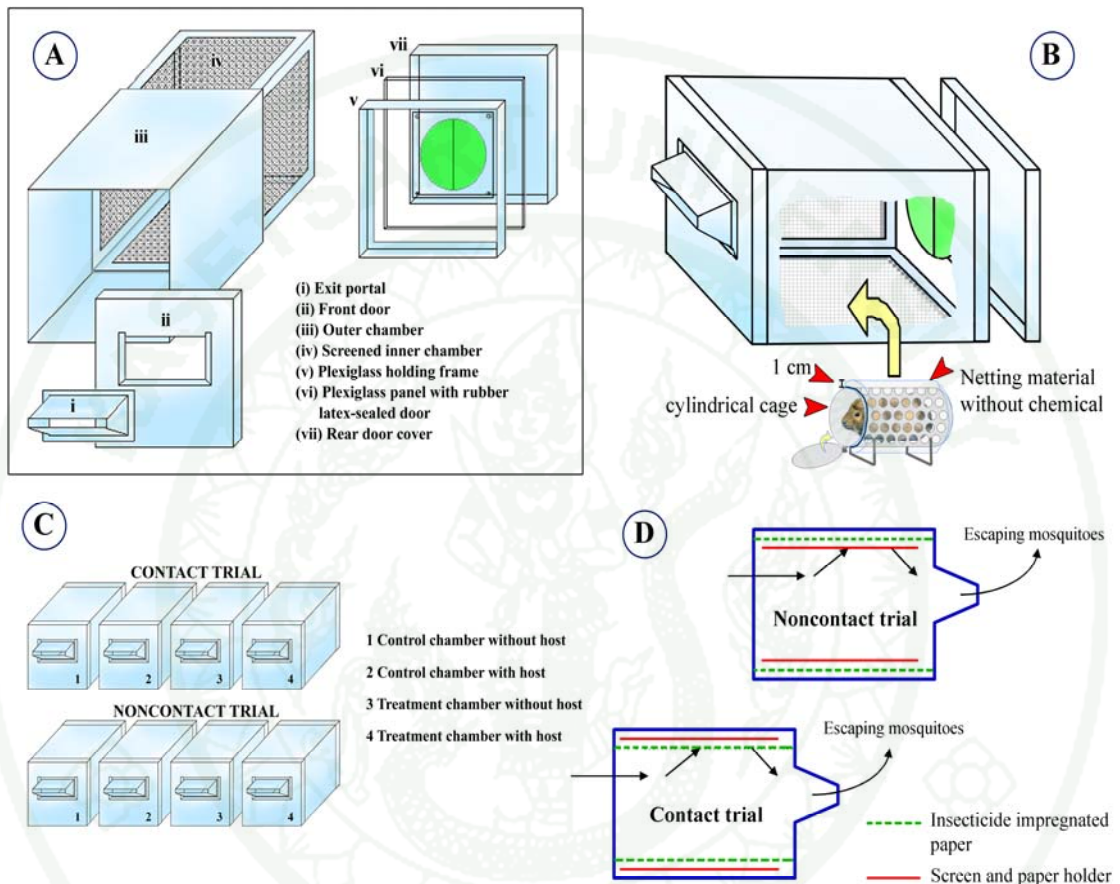 A
iv
iii
ii
i
vii
vi
v
(i) Exit portal
(ii) Front door
(iii) Outer chamber
(iv) Screened inner chamber
(v) Plexiglass holding frame
(vi) Plexiglass panel with rubber
latex-sealed door
(vii) Rear door cover
B
1 cm
cylindrical cage
Netting material
without chemical
C
CONTACT TRIAL
1 2 3 4
NONCONTACT TRIAL
1 2 3 4
1 Control chamber without host
2 Control chamber with host
3 Treatment chamber without host
4 Treatment chamber with host
D
Escaping mosquitoes
Noncontact trial
Escaping mosquitoes
Contact trial
Insecticide impregnated
paper
Screen and paper holder